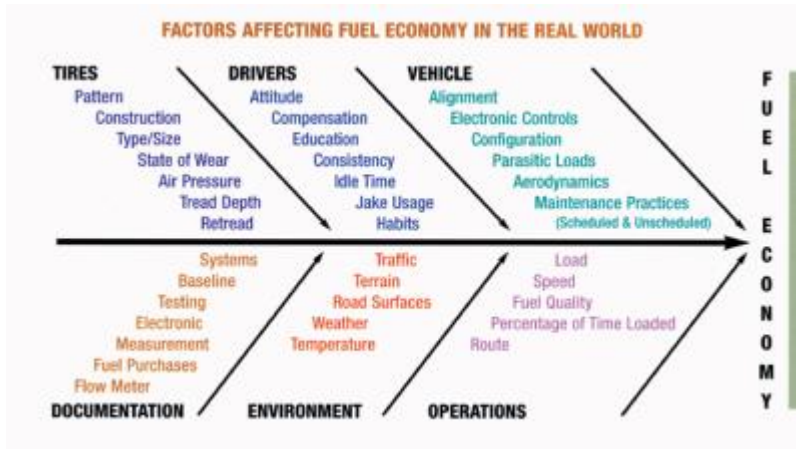 FACTORS AFFECTING FUEL ECONOMY IN THE REAL WORLD
TIRES
Pattern
Construction
Type/Size
State of Wear
Air Pressure
Tread Depth
Retread
DRIVERS
Attitude
Compensation
Education
Consistency
Idle Time
Jake Usage
Habits
VEHICLE
Alignment
Electronic Controls
Configuration
Parasitic Loads
Aerodynamics
Maintenance Practices
(Scheduled & Unscheduled)
Systems
Baseline
Testing
Electronic
Measurement
Fuel Purchases
Flow Meter
DOCUMENTATION
Traffic
Terrain
Road Surfaces
Weather
Temperature
ENVIRONMENT
Load
Speed
Fuel Quality
Percentage of Time Loaded
Route
OPERATIONS
FUEL ECONOMY